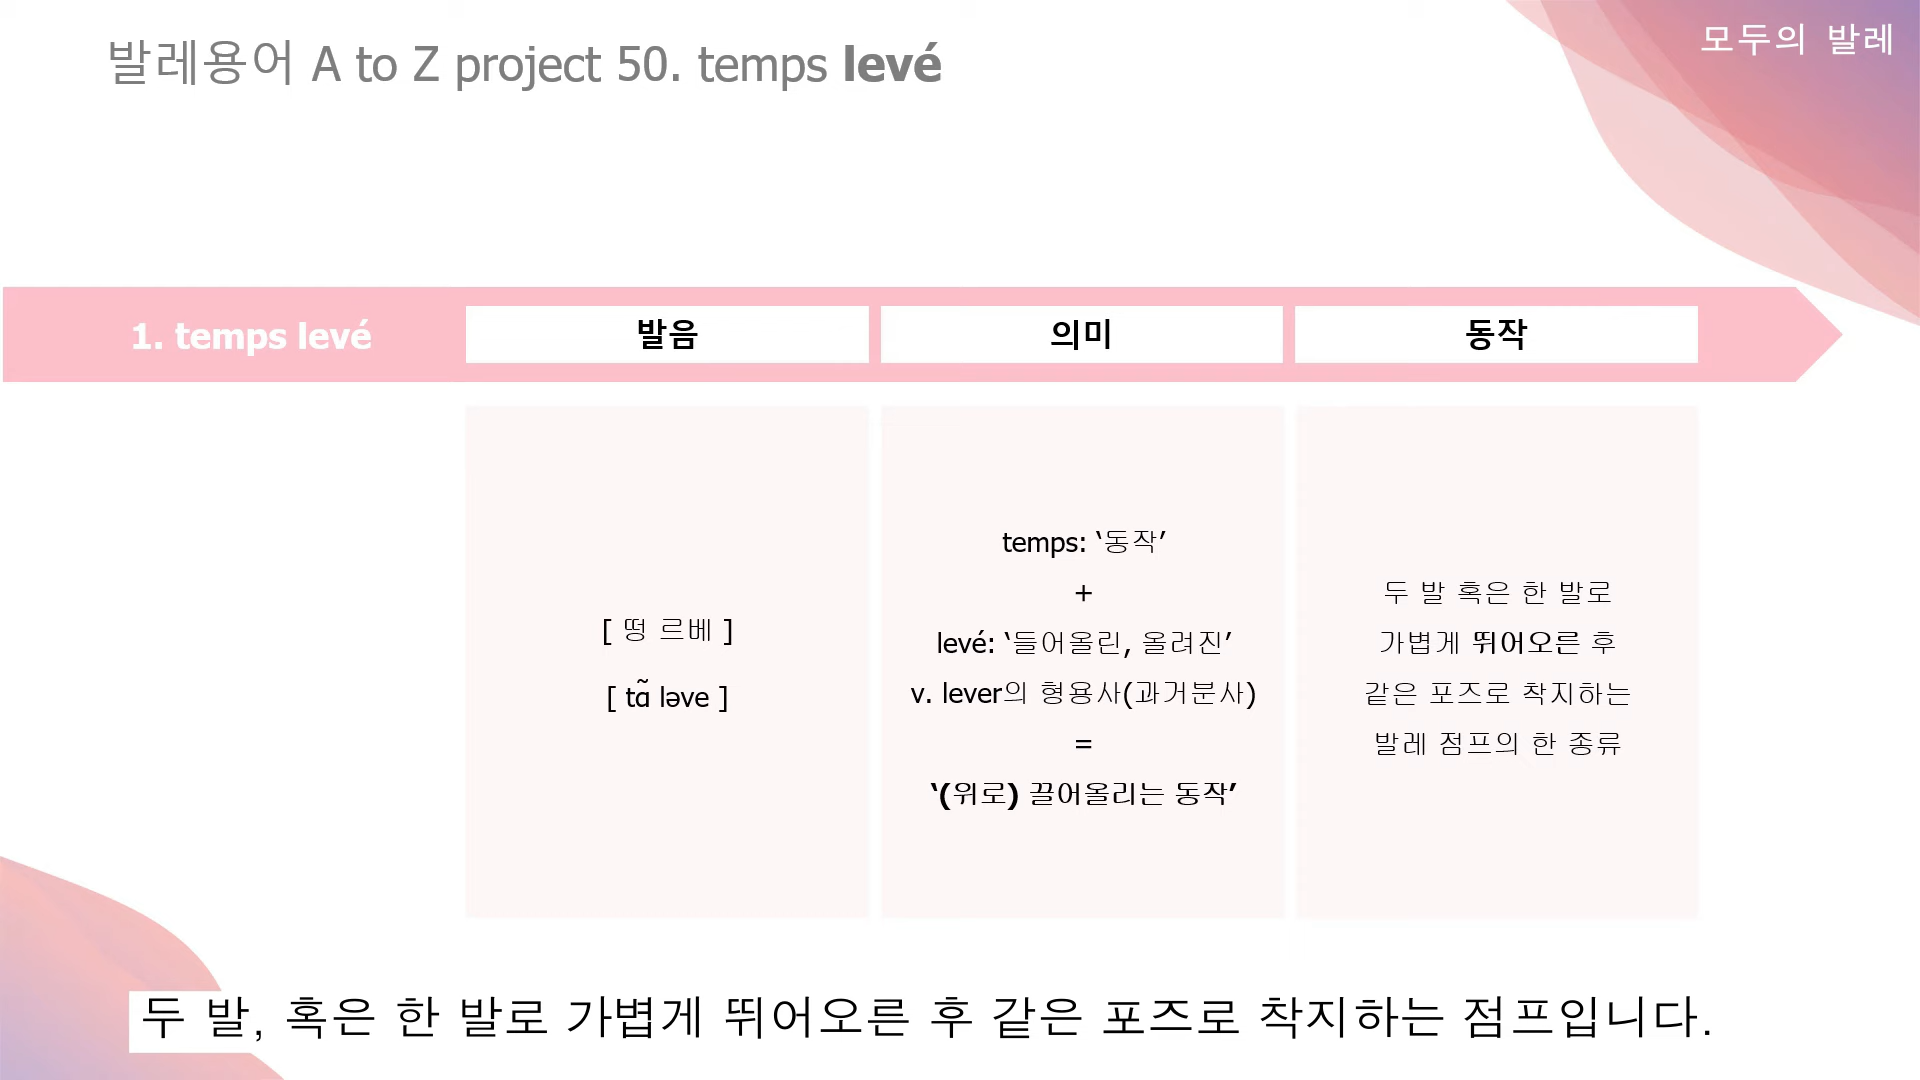 발레용어 A to Z project 50. temps levé
모두의 발레
1. temps levé
발음
의미
동작
[ 떵 르베 ]
[ tɑ̃ ləve ]
temps: ‘동작’
+
levé: ‘들어올린, 올려진’
v. lever의 형용사(과거분사)
=
‘(위로) 끌어올리는 동작’
두 발 혹은 한 발로
가볍게 뛰어오른 후
같은 포즈로 착지하는
발레 점프의 한 종류
두 발, 혹은 한 발로 가볍게 뛰어오른 후 같은 포즈로 착지하는 점프입니다.